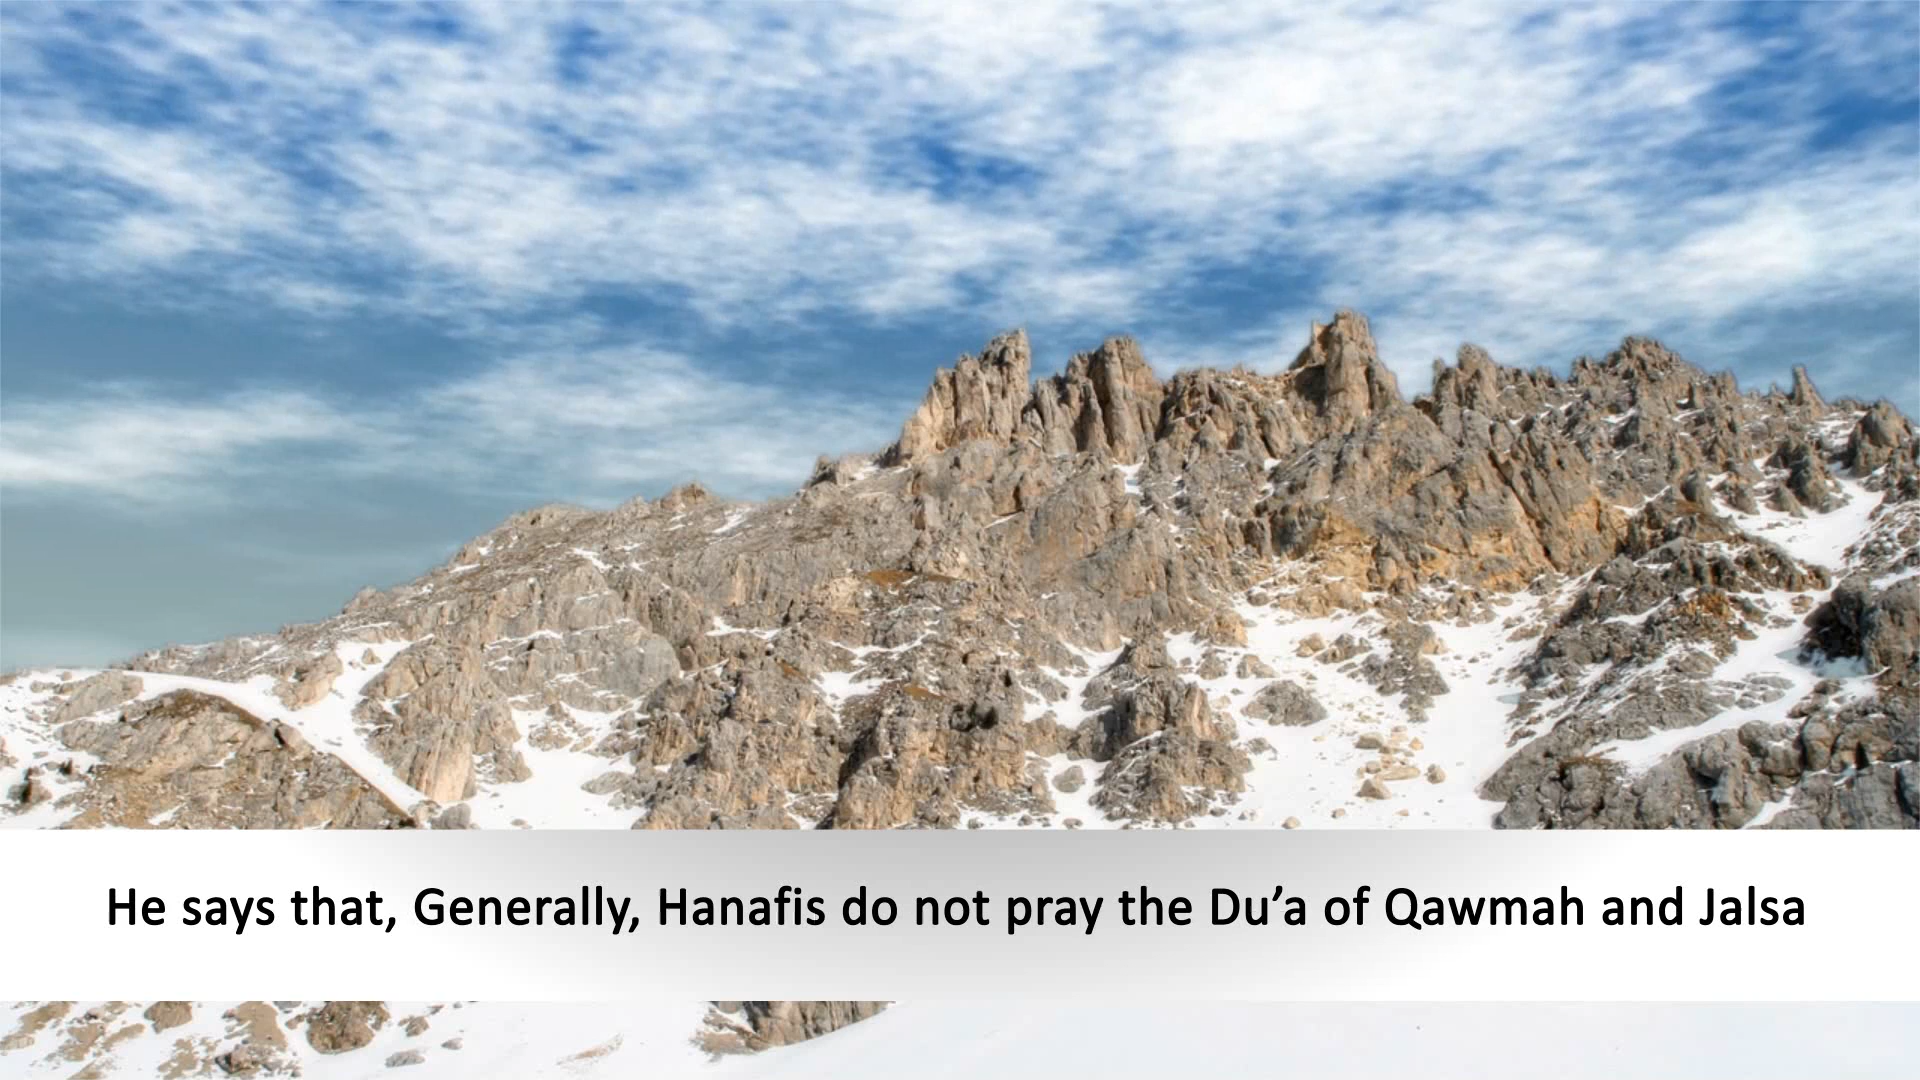 He says that, Generally, Hanafis do not pray the Du’a of Qawmah and Jalsa